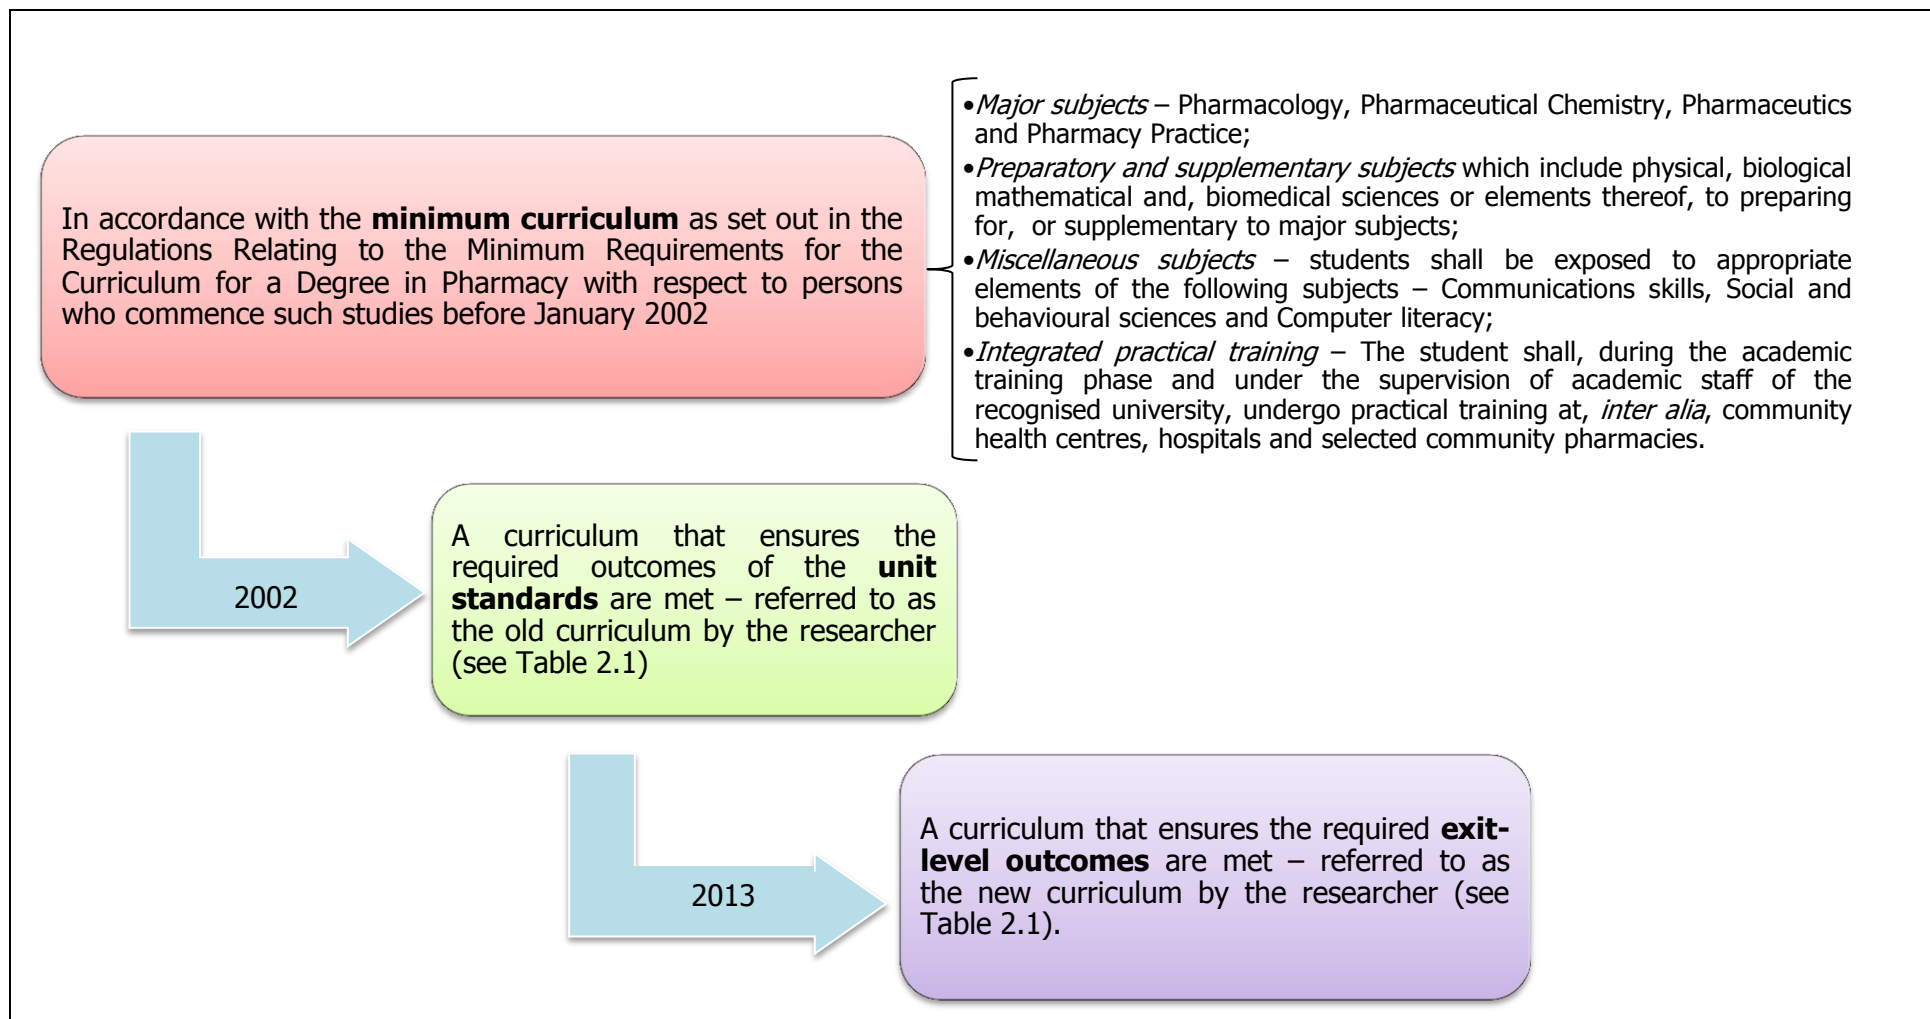 In accordance with the minimum curriculum as set out in the
Regulations Relating to the Minimum Requirements for the
Curriculum for a Degree in Pharmacy with respect to persons
who commence such studies before January 2002
•Major subjects – Pharmacology, Pharmaceutical Chemistry, Pharmaceutics
and Pharmacy Practice;
•Preparatory and supplementary subjects which include physical, biological
mathematical and, biomedical sciences or elements thereof, to preparing
for, or supplementary to major subjects;
•Miscellaneous subjects – students shall be exposed to appropriate
elements of the following subjects – Communications skills, Social and
behavioural sciences and Computer literacy;
•Integrated practical training – The student shall, during the academic
training phase and under the supervision of academic staff of the
recognised university, undergo practical training at, inter alia, community
health centres, hospitals and selected community pharmacies.
2002
A curriculum that ensures the
required outcomes of the unit
standards are met – referred to as
the old curriculum by the researcher
(see Table 2.1)
2013
A curriculum that ensures the required exit-
level outcomes are met – referred to as
the new curriculum by the researcher (see
Table 2.1).